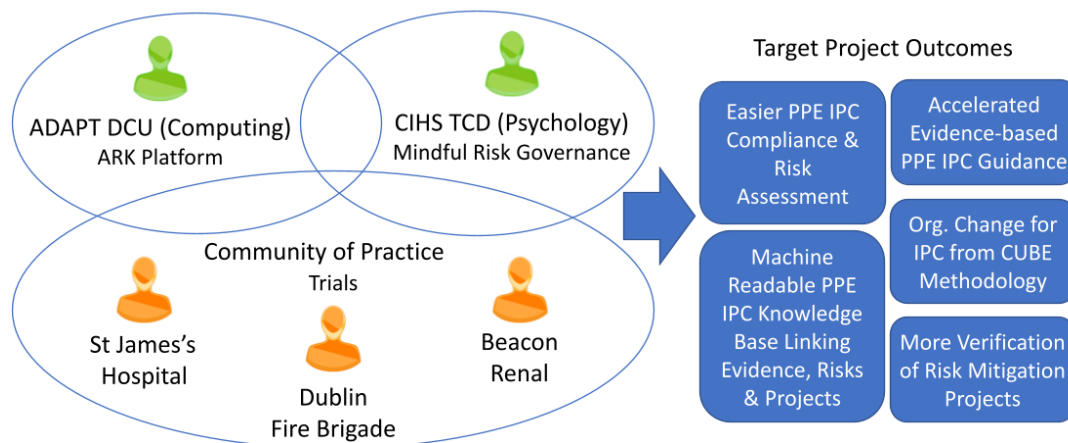 ADAPT DCU (Computing)
ARK Platform
CIHS TCD (Psychology)
Mindful Risk Governance
Community of Practice
Trials
St James's
Hospital
Dublin
Fire Brigade
Beacon
Renal
Target Project Outcomes
Easier PPE IPC
Compliance &
Risk
Assessment
Accelerated
Evidence-based
PPE IPC Guidance
Machine
Readable PPE
IPC Knowledge
Base Linking
Evidence, Risks
& Projects
Org. Change for
IPC from CUBE
Methodology
More Verification
of Risk Mitigation
Projects